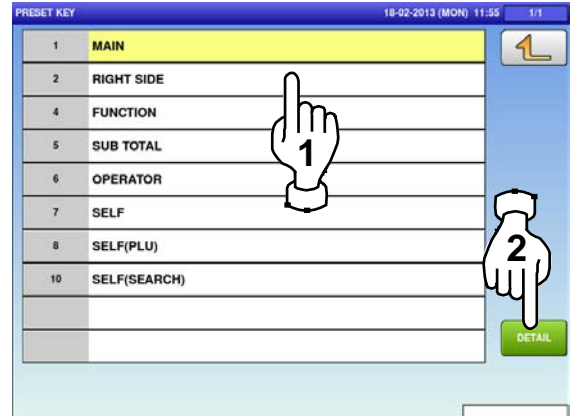 PRESET KEY 18-02-2013 (MON) 11:55 1/1
1 MAIN
2 RIGHT SIDE
4 FUNCTION
5 SUB TOTAL
1
6 OPERATOR
7 SELF
8 SELF(PLU)
2
10 SELF(SEARCH)
DETAIL